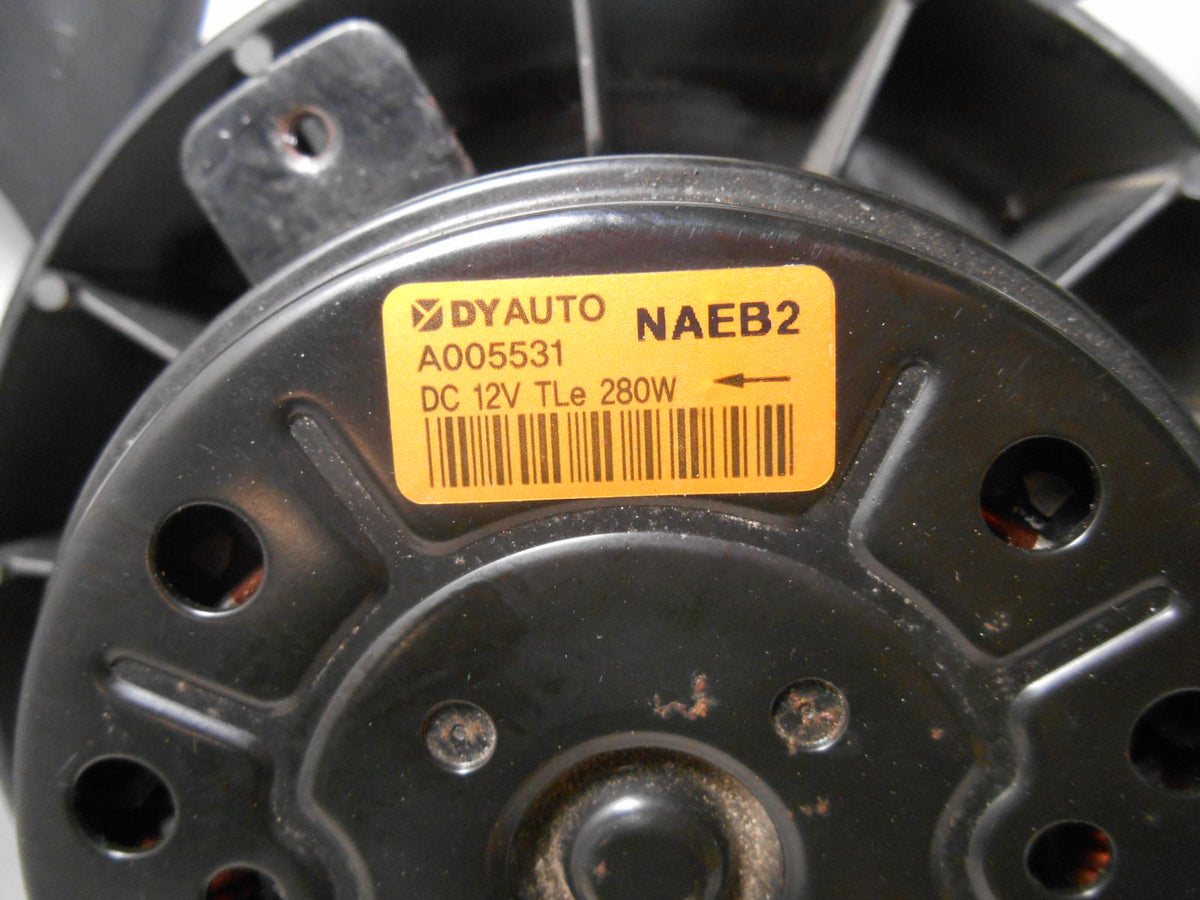 DYAUTO NAEB2
A005531
DC 12V TLe 280W